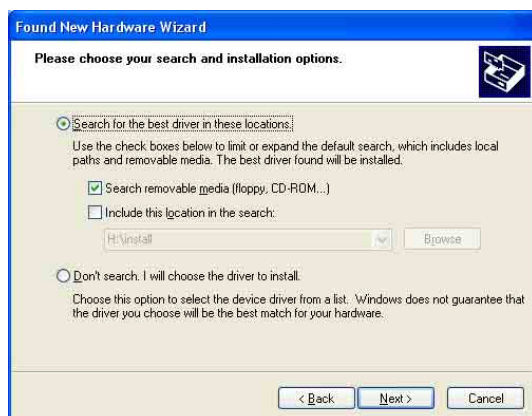 Found New Hardware Wizard
Please choose your search and installation options.
Search for the best driver in these locations.
Use the check boxes below to limit or expand the default search, which includes local
paths and removable media. The best driver found will be installed.
Search removable media (floppy, CD-ROM...)
Include this location in the search:
H:\install
Browse
Don't search. I will choose the driver to install.
Choose this option to select the device driver from a list. Windows does not guarantee that
the driver you choose will be the best match for your hardware.
< Back Next > Cancel